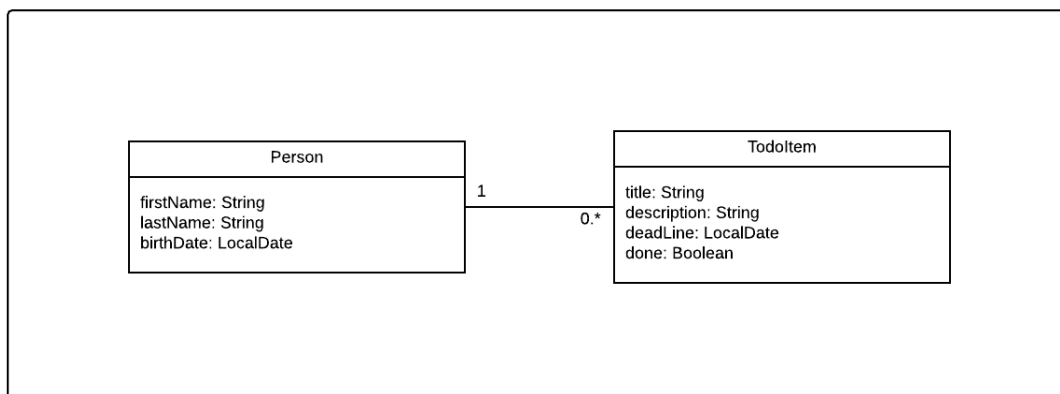 Person
firstName: String
lastName: String
birthDate: LocalDate
1
0.*
TodoItem
title: String
description: String
deadLine: LocalDate
done: Boolean